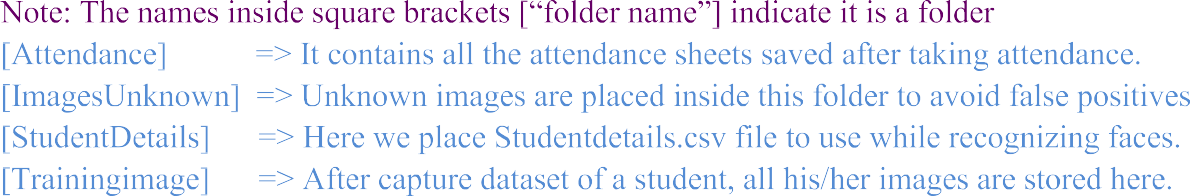 Note: The names inside square brackets [“folder name”] indicate it is a folder
[Attendance] => It contains all the attendance sheets saved after taking attendance.
[ImagesUnknown] => Unknown images are placed inside this folder to avoid false positives
[StudentDetails] => Here we place Studentdetails.csv file to use while recognizing faces.
[Trainingimage] => After capture dataset of a student, all his/her images are stored here.